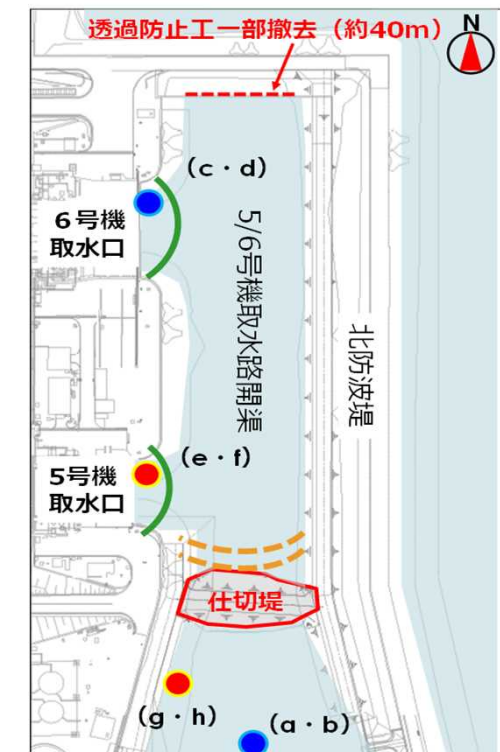 透過防止工一部撤去（約40m）
N
（c・d）
6号機
取水口
5/6号機取水路開渠
北防波堤
（e・f）
5号機
取水口
仕切堤
（g・h）
（a・b）